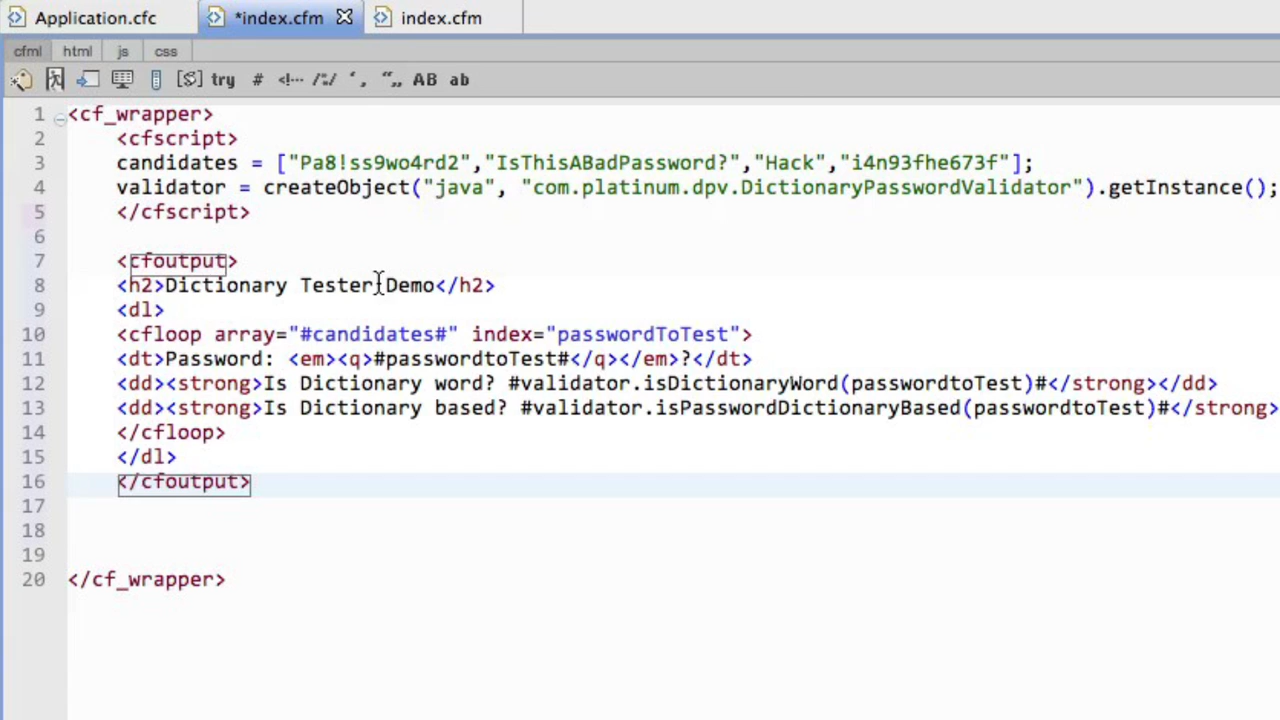 Application.cfc *index.cfm index.cfm
cfml html js css
try # <!-- /*:*/ ‘ , “ ,, AB ab
1 <cf_wrapper>
2 <cfscript>
3 candidates = ["Pa8!ss9wo4rd2","IsThisABadPassword?","Hack","i4n93fhe673f"];
4 validator = createObject("java", "com.platinum.dpv.DictionaryPasswordValidator").getInstance();
5 </cfscript>
6
7 <cfoutput>
8 <h2>Dictionary Tester Demo</h2>
9 <dl>
10 <cfloop array="#candidates#" index="passwordToTest">
11 <dt>Password: <em><q>#passwordtoTest#</q></em>?</dt>
12 <dd><strong>Is Dictionary word? #validator.isDictionaryWord(passwordtoTest)#</strong></dd>
13 <dd><strong>Is Dictionary based? #validator.isPasswordDictionaryBased(passwordtoTest)#</strong>
14 </cfloop>
15 </dl>
16 </cfoutput>
17
18
19
20 </cf_wrapper>